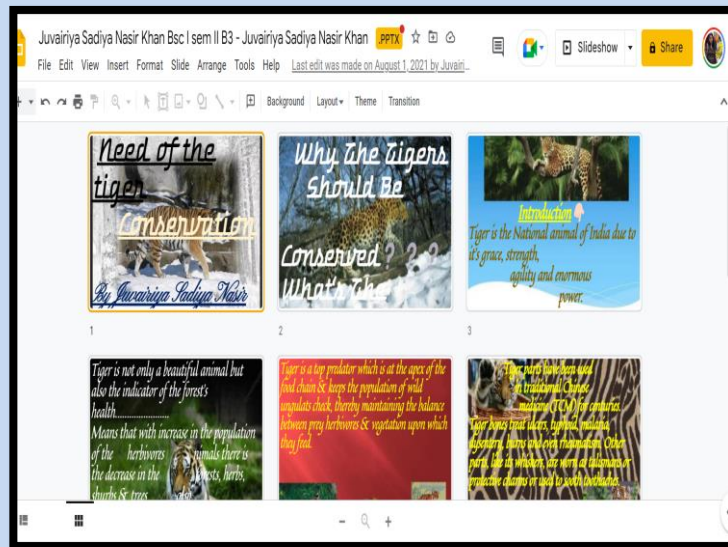 Juvairiya Sadiya Nasir Khan Bsc I sem II B3 - Juvairiya Sadiya Nasir Khan .PPTX
Slideshow
Share
File Edit View Insert Format Slide Arrange Tools Help Last edit was made on August 1, 2021 by Juvairi...
Background Layout Theme Transition
Need of the
tiger
Conservation
By Juvairiya Sadiya Nasir
1
Why The Tigers
Should Be
Conserved ? ? ?
What's The
2
Introduction
Tiger is the National animal of India due to
it's grace, strength,
agility and enormous
power.
3
Tiger is not only a beautiful animal but
also the indicator of the forest's
health
Means that with increase in the population
of the herbivores there is
the decrease in the herbs,
shurbs & trees
Tiger is a top predator which is at the apex of the
food chain & keeps the population of wild
ungulats check, thereby maintaining the balance
between prey herbivores & vegetation upon which
they feed.
Tiger parts have been used
in traditional Chinese
medicine (TCM) for centuries.
Tiger bones treat ulcers, typhoid, malaria,
dysentery, burns and even rheumatism. Other
parts, like its whiskers, are worn as talismans or
protective charms or used to sooth toothaches.